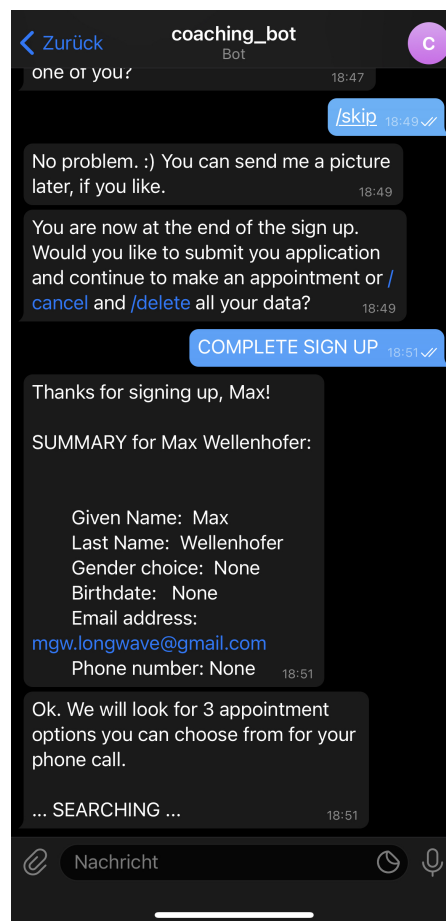 Zurück
coaching_bot
Bot
C
one of you?
18:47
/skip 18:49
No problem. :) You can send me a picture
later, if you like.
18:49
You are now at the end of the sign up.
Would you like to submit you application
and continue to make an appointment or /
cancel and /delete all your data?
18:49
COMPLETE SIGN UP 18:51
Thanks for signing up, Max!
SUMMARY for Max Wellenhofer:
Given Name: Max
Last Name: Wellenhofer
Gender choice: None
Birthdate: None
Email address:
mgw.longwave@gmail.com
Phone number: None
18:51
Ok. We will look for 3 appointment
options you can choose from for your
phone call.
... SEARCHING ...
18:51
Nachricht